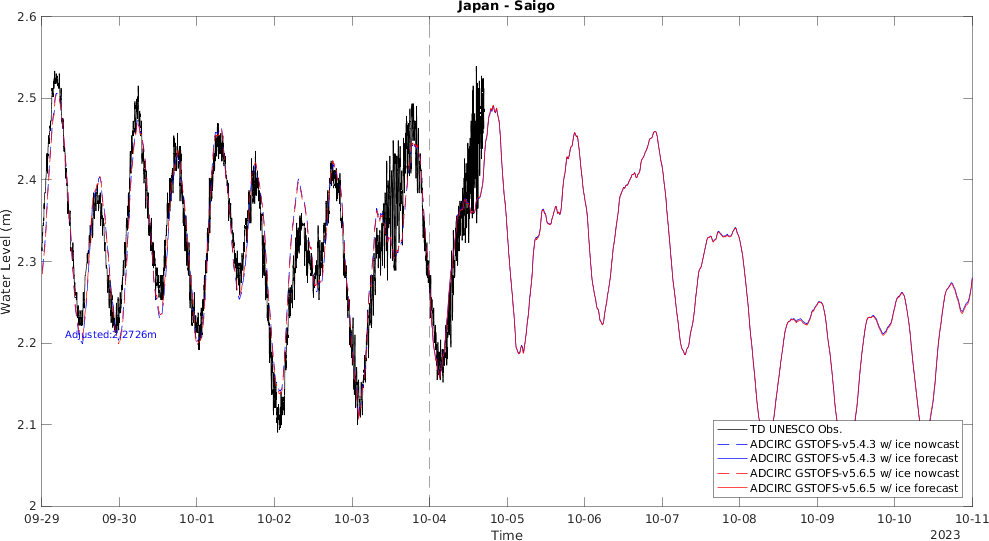 Japan - Saigo
2.6
2.5
2.4
2.3
2.2
2.1
2
Water Level (m)
Adjusted:2.2726m
TD UNESCO Obs.
ADCIRC GSTOFS-v5.4.3 w/ ice nowcast
ADCIRC GSTOFS-v5.4.3 w/ ice forecast
ADCIRC GSTOFS-v5.6.5 w/ ice nowcast
ADCIRC GSTOFS-v5.6.5 w/ ice forecast
09-29 09-30 10-01 10-02 10-03 10-04 10-05 10-06 10-07 10-08 10-09 10-10 10-11
Time
2023